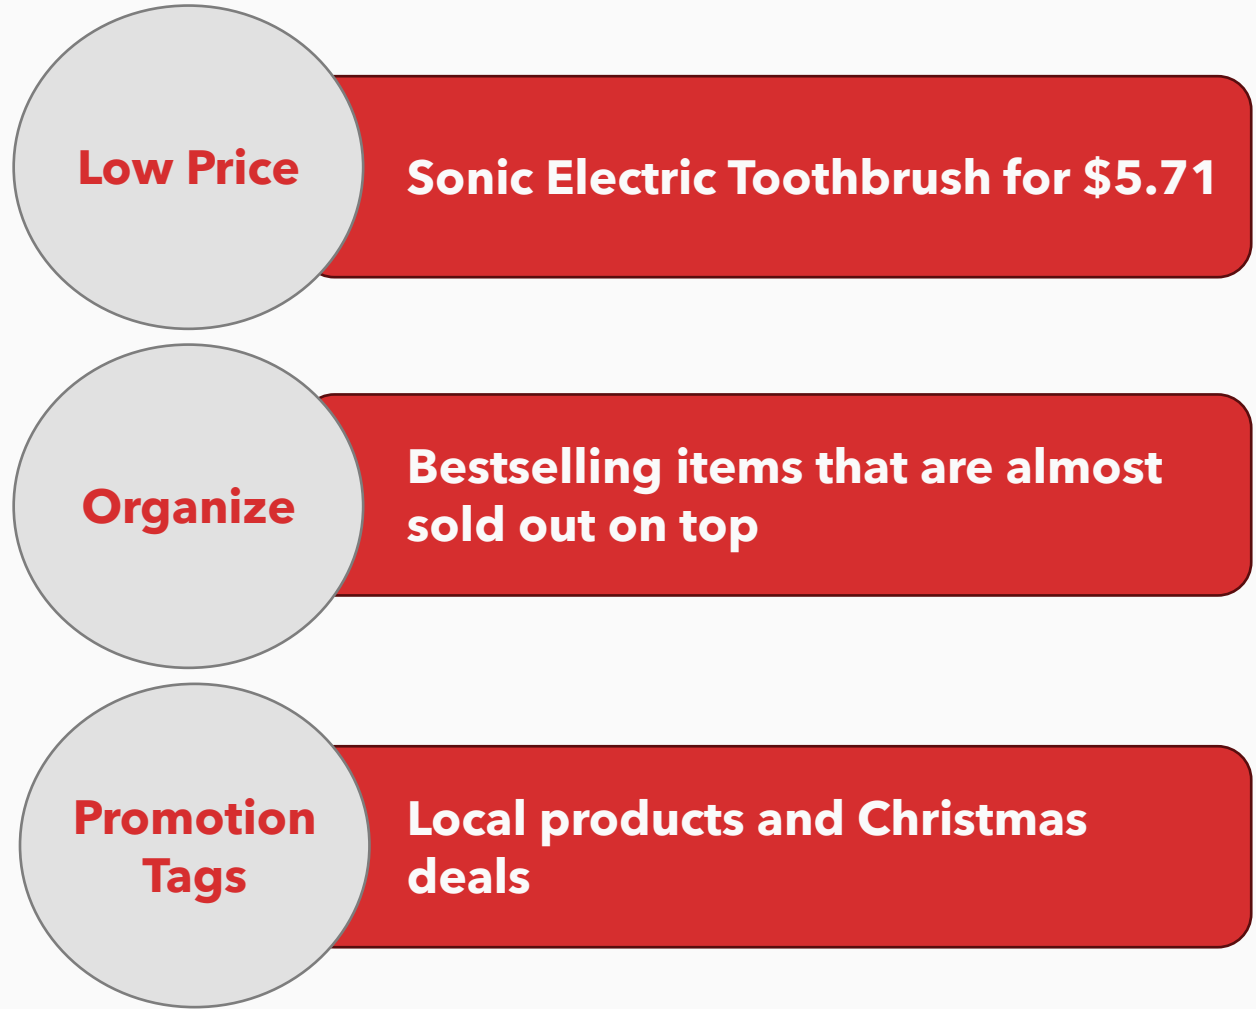 Low Price
Sonic Electric Toothbrush for $5.71
Organize
Bestselling items that are almost
sold out on top
Promotion
Tags
Local products and Christmas
deals